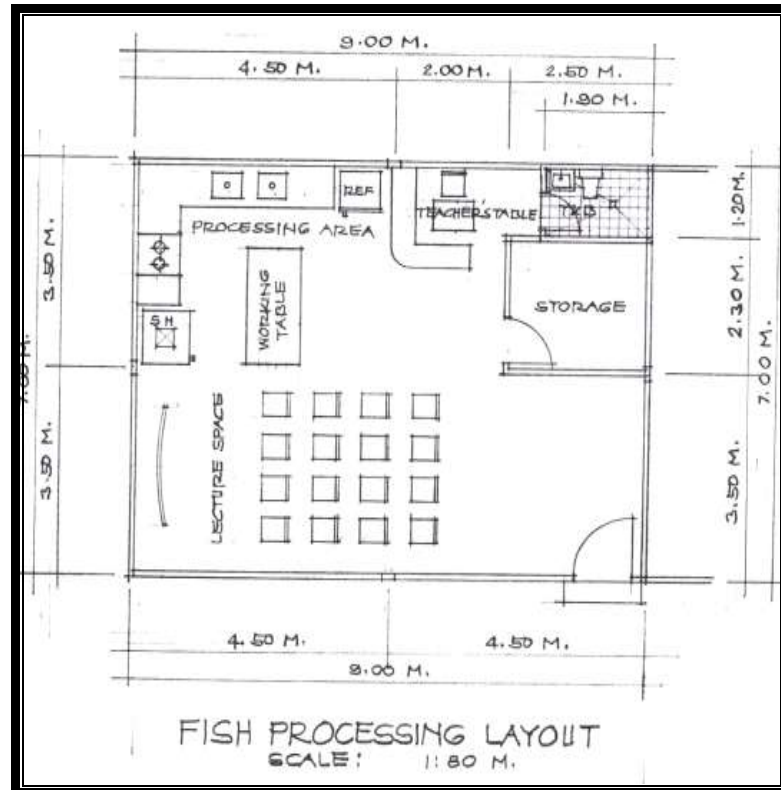 9.00 M.
4.50 M.
2.00 M.
2.50 M.
1.90 M.
REF
TEACHER'S TABLE
T & B
1.20 M.
PROCESSING AREA
3.50 M.
WORKING
TABLE
STORAGE
2.30 M.
SH
7.00 M.
LECTURE SPACE
3.50 M.
3.50 M.
4.50 M.
4.50 M.
9.00 M.
FISH PROCESSING LAYOUT
SCALE: 1:80 M.